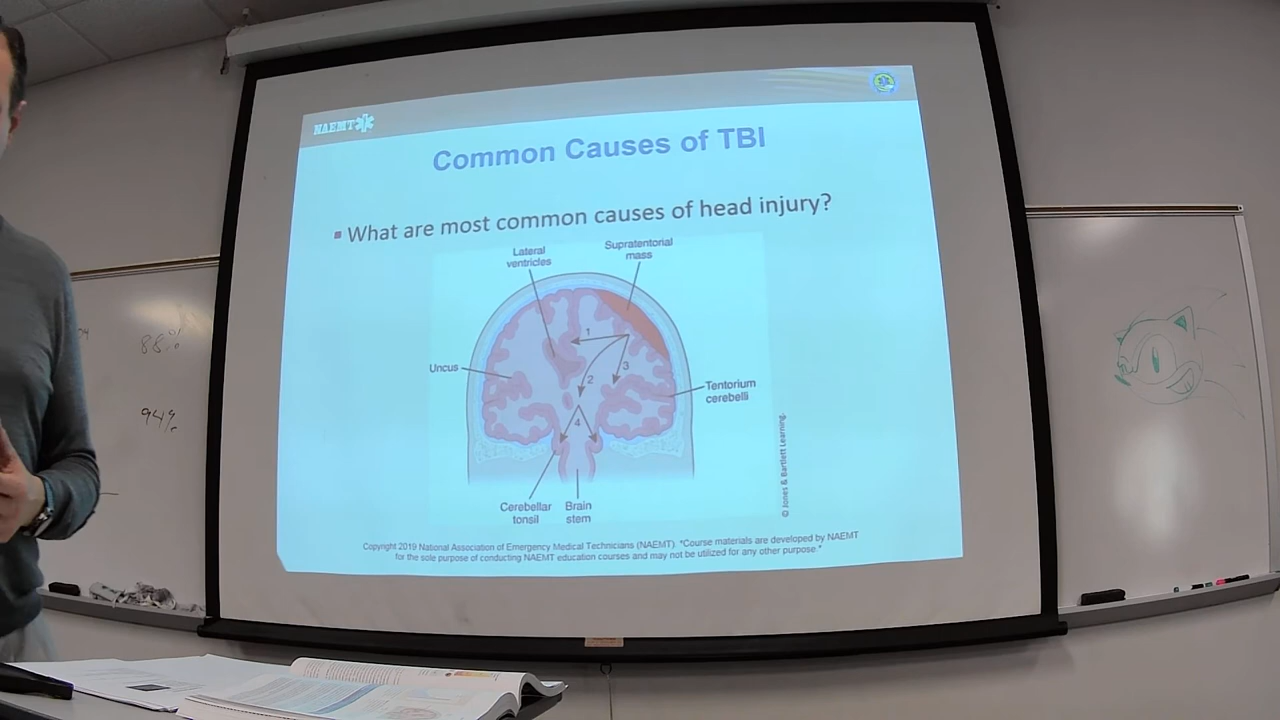 NAEMT
Common Causes of TBI
▪ What are most common causes of head injury?
Lateral
ventricles
Supratentorial
mass
1
2
3
4
Uncus
Tentorium
cerebelli
Cerebellar
tonsil
Brain
stem
© Jones & Bartlett Learning.
Copyright 2019 National Association of Emergency Medical Technicians (NAEMT). "Course materials are developed by NAEMT
for the sole purpose of conducting NAEMT education courses and may not be utilized for any other purpose."
88%
94%